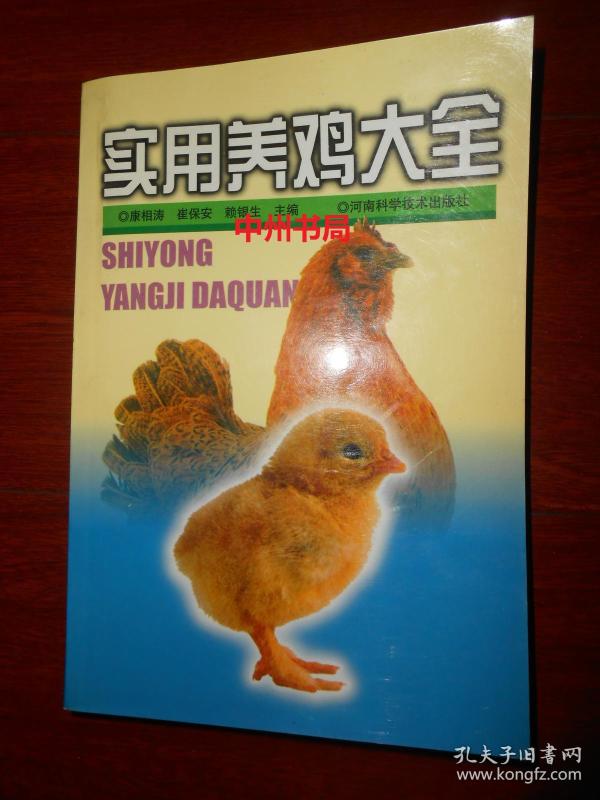 实用养鸡大全
◎康相涛 崔保安 赖银生 主编 ◎河南科学技术出版社
中州书局
SHIYONG
YANGJI DAQUAN
孔夫子旧书网
www.kongfz.com